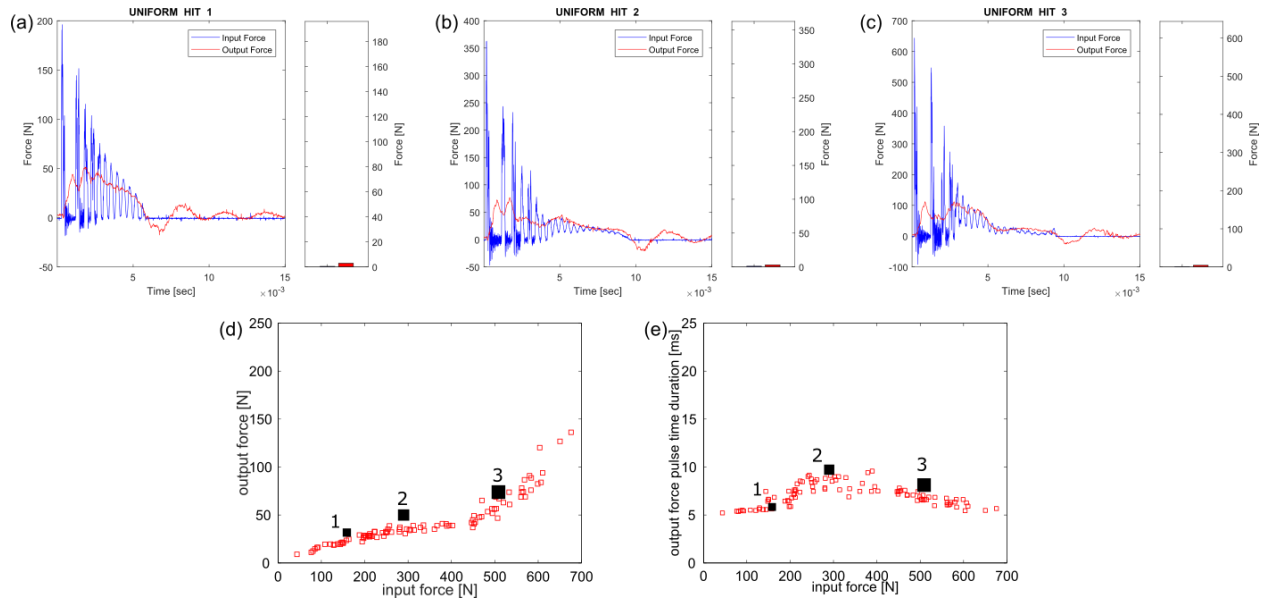 (a)
UNIFORM HIT 1
Input Force
Output Force
200
150
100
50
0
-50
Force [N]
5
10
15
Time [sec]
× 10⁻³
180
160
140
120
100
80
60
40
20
0
Force [N]
(b)
UNIFORM HIT 2
Input Force
Output Force
400
350
300
250
200
150
100
50
0
-50
Force [N]
5
10
15
Time [sec]
× 10⁻³
350
300
250
200
150
100
50
0
Force [N]
(c)
UNIFORM HIT 3
Input Force
Output Force
700
600
500
400
300
200
100
0
-100
Force [N]
5
10
15
Time [sec]
× 10⁻³
600
500
400
300
200
100
0
Force [N]
(d)
250
200
150
100
50
0
output force [N]
1
2
3
0 100 200 300 400 500 600 700
input force [N]
(e)
25
20
15
10
5
0
output force pulse time duration [ms]
1
2
3
0 100 200 300 400 500 600 700
input force [N]